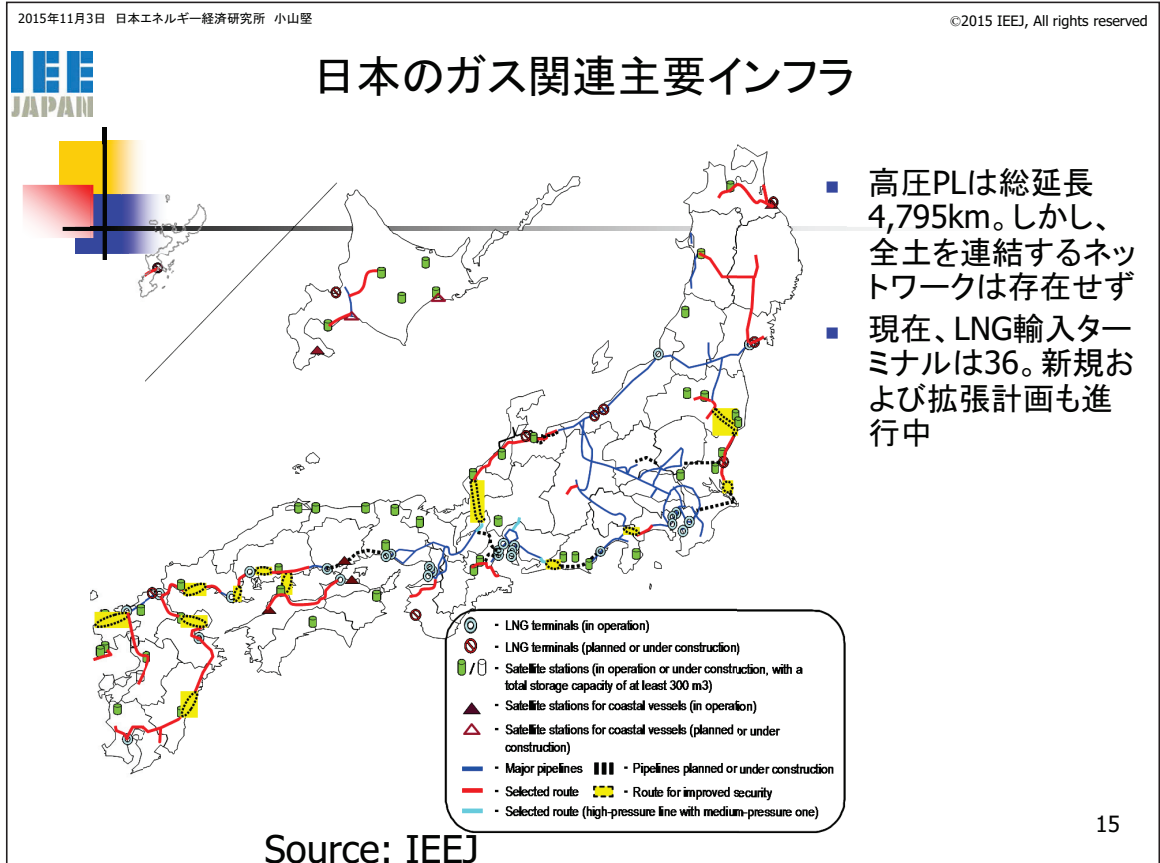 2015年11月3日 日本エネルギー経済研究所 小山堅
©2015 IEEJ, All rights reserved
IEE
JAPAN
日本のガス関連主要インフラ
高圧PLは総延長
4,795km。しかし、
全土を連結するネッ
トワークは存在せず
現在、LNG輸入ター
ミナルは36。新規お
よび拡張計画も進
行中
- LNG terminals (in operation)
- LNG terminals (planned or under construction)
/ - Satellite stations (in operation or under construction, with a
total storage capacity of at least 300 m3)
- Satellite stations for coastal vessels (in operation)
- Satellite stations for coastal vessels (planned or under
construction)
- Major pipelines - Pipelines planned or under construction
- Selected route - Route for improved security
- Selected route (high-pressure line with medium-pressure one)
Source: IEEJ
15